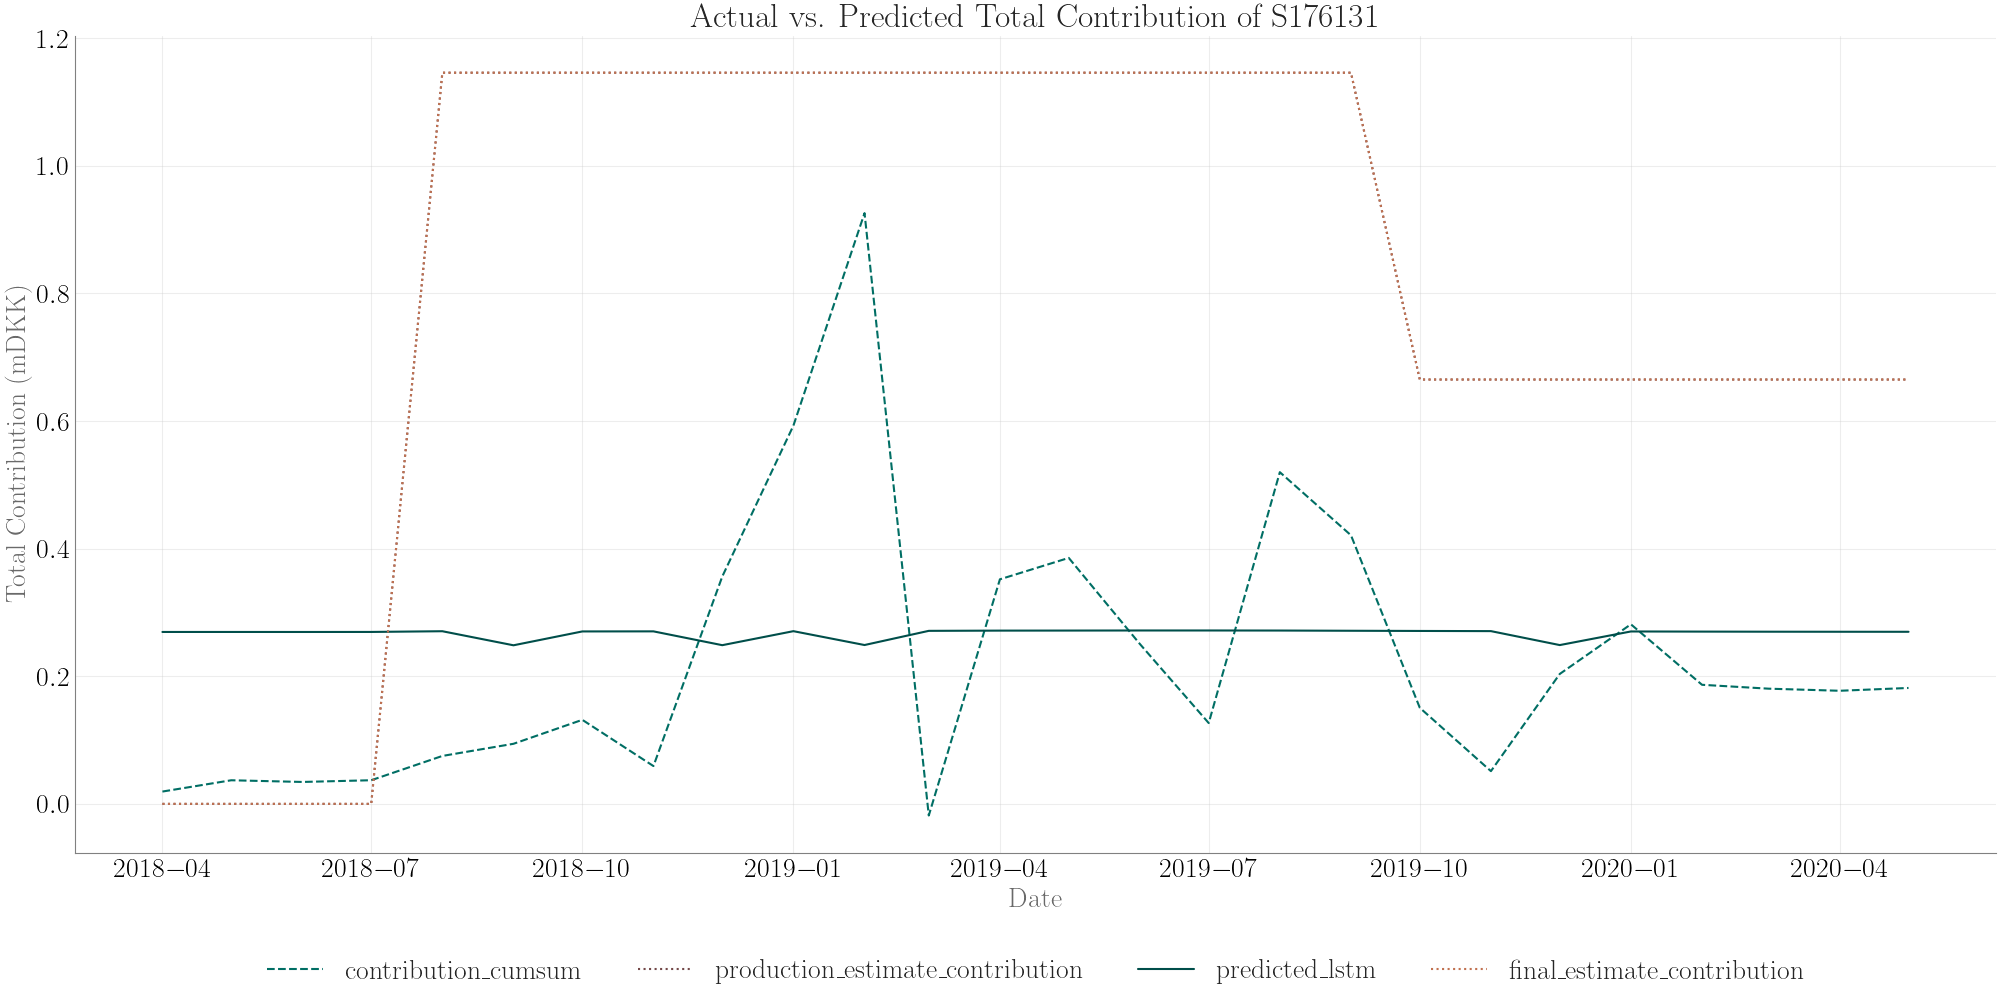 Actual vs. Predicted Total Contribution of S176131
Total Contribution (mDKK)
1.2
1.0
0.8
0.6
0.4
0.2
0.0
2018–04 2018–07 2018–10 2019–01 2019–04 2019–07 2019–10 2020–01 2020–04
Date
contribution_cumsum production_estimate_contribution predicted_lstm final_estimate_contribution